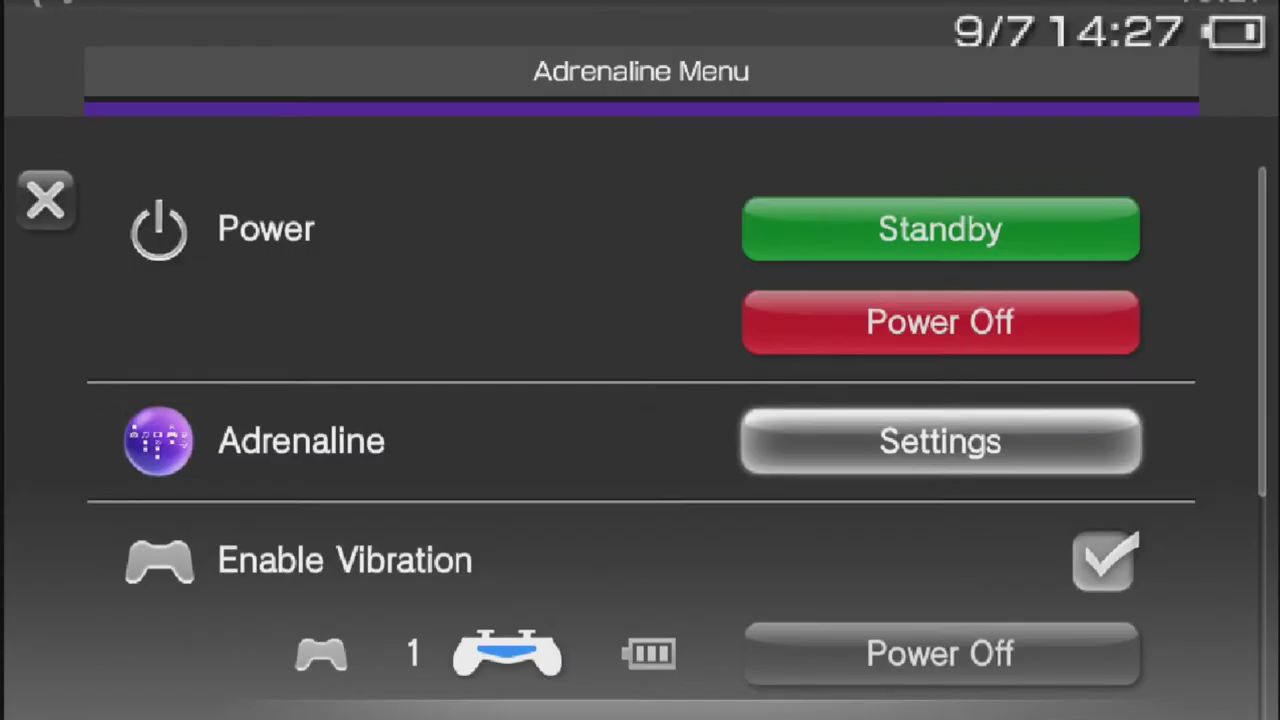 9/7 14:27
Adrenaline Menu
Power
Standby
Power Off
Adrenaline
Settings
Enable Vibration
1
Power Off